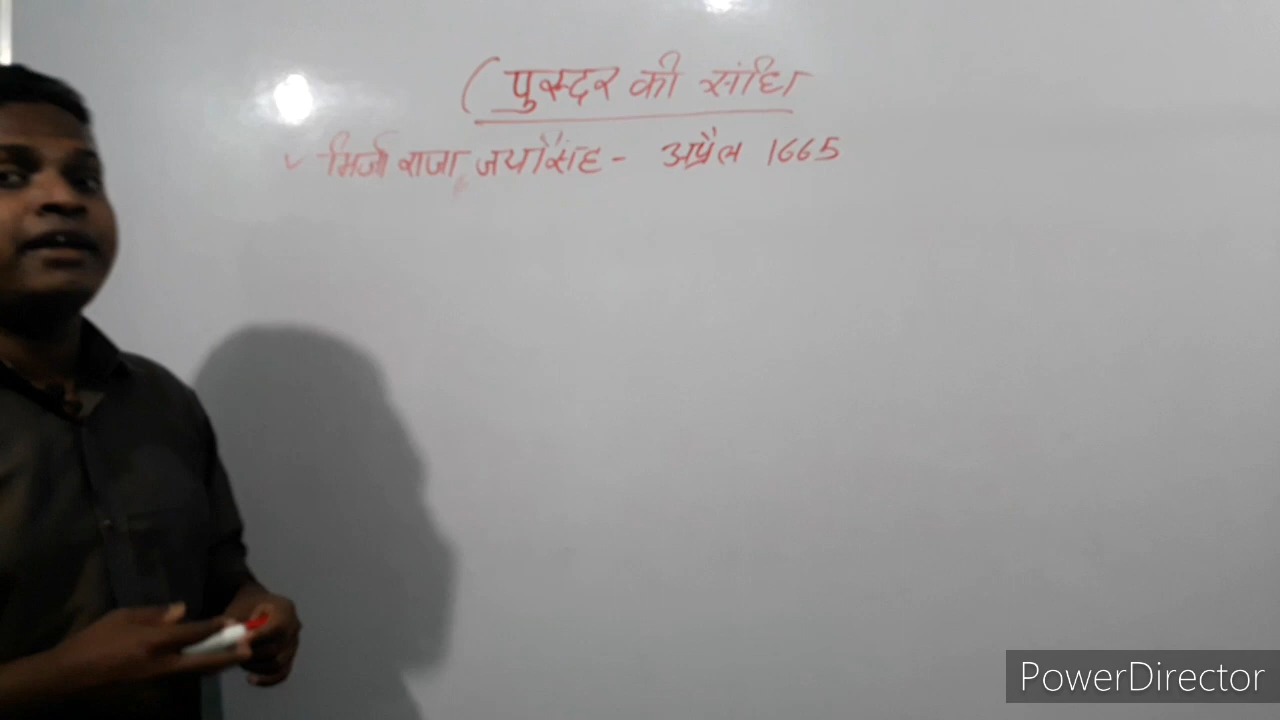 ( पुरन्दर की संधि
✓ मिर्जा राजा जयसिंह - अप्रैल 1665
PowerDirector